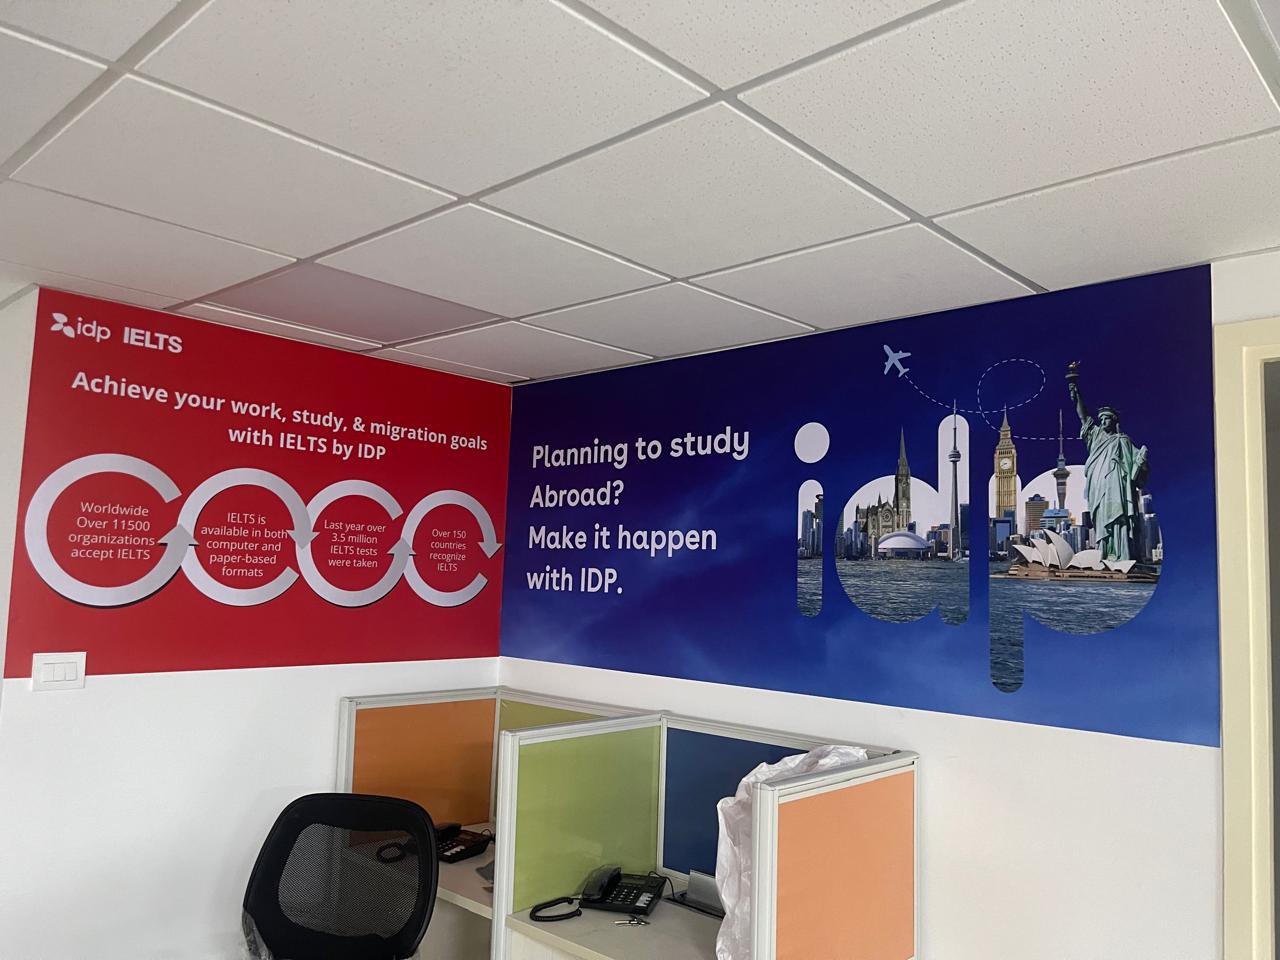 idp IELTS
Achieve your work, study, & migration goals
with IELTS by IDP
Worldwide
Over 11500
organizations
accept IELTS
IELTS is
available in both
computer and
paper-based
formats
Last year over
3.5 million
IELTS tests
were taken
Over 150
countries
recognize
IELTS
Planning to study
Abroad?
Make it happen
with IDP.
idp